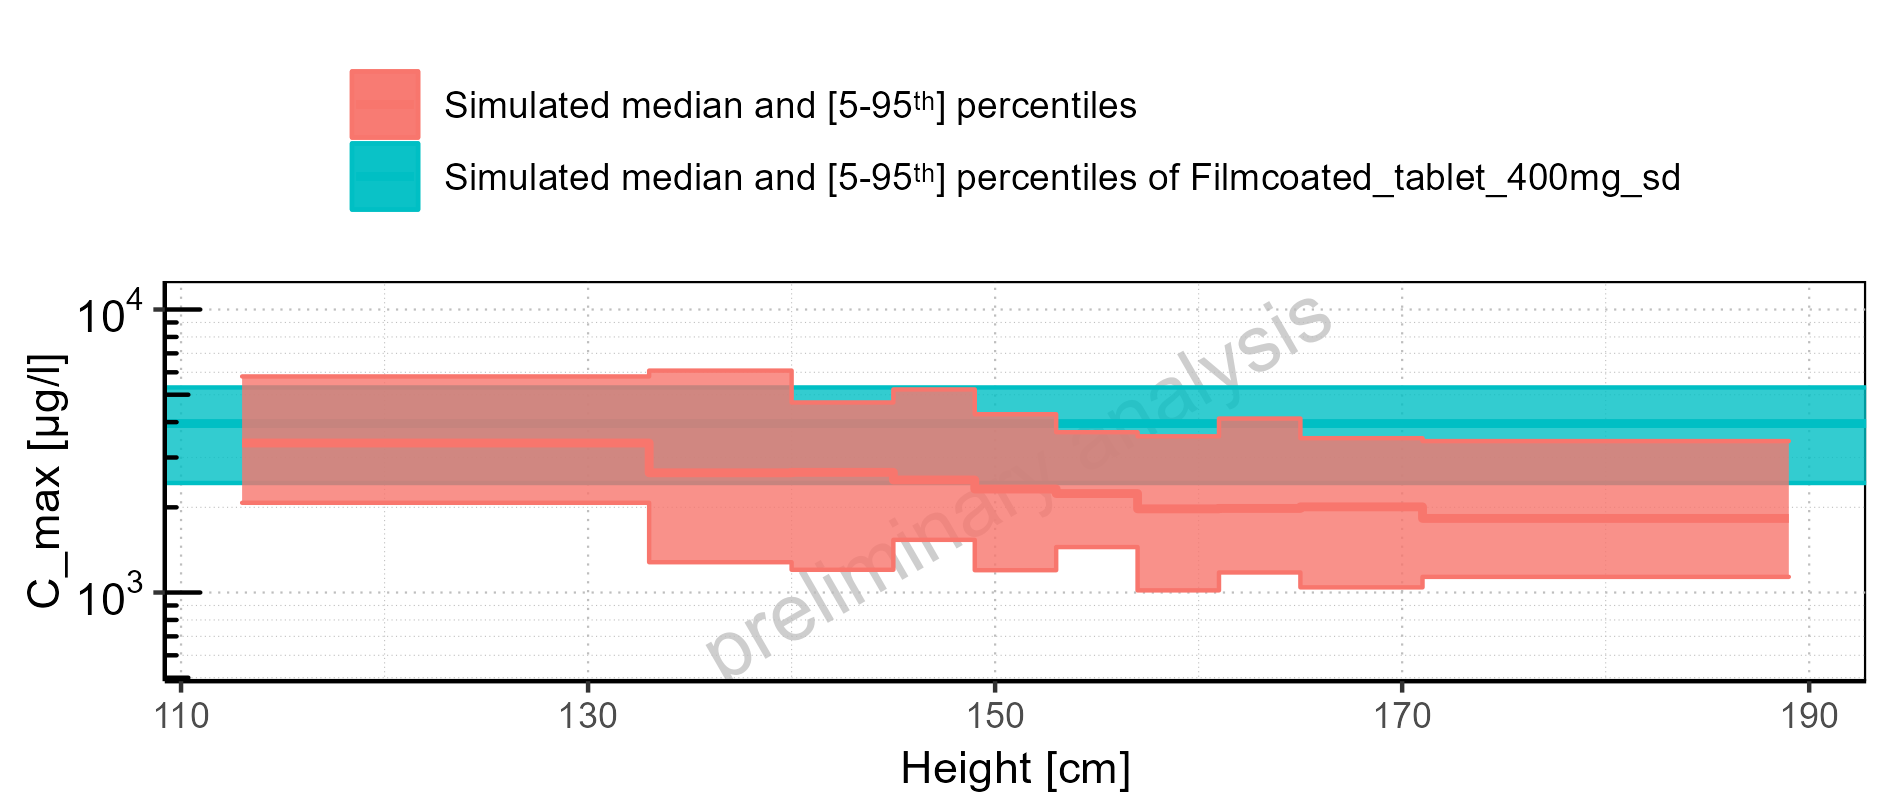 Simulated median and [5-95th] percentiles
Simulated median and [5-95th] percentiles of Filmcoated_tablet_400mg_sd
10^4
10^3
C_max [µg/l]
preliminary analysis
110 130 150 170 190
Height [cm]